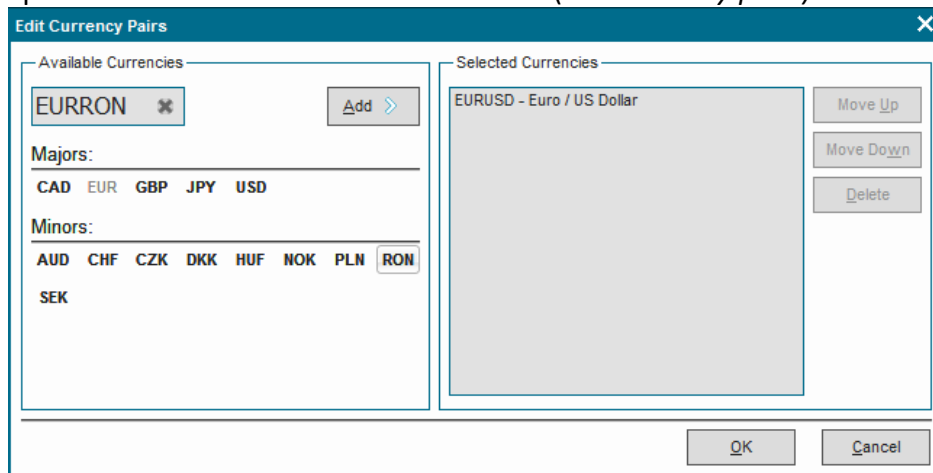 Edit Currency Pairs
Available Currencies
EURRON
Add
Majors:
CAD EUR GBP JPY USD
Minors:
AUD CHF CZK DKK HUF NOK PLN RON
SEK
Selected Currencies
EURUSD - Euro / US Dollar
Move Up
Move Down
Delete
OK
Cancel